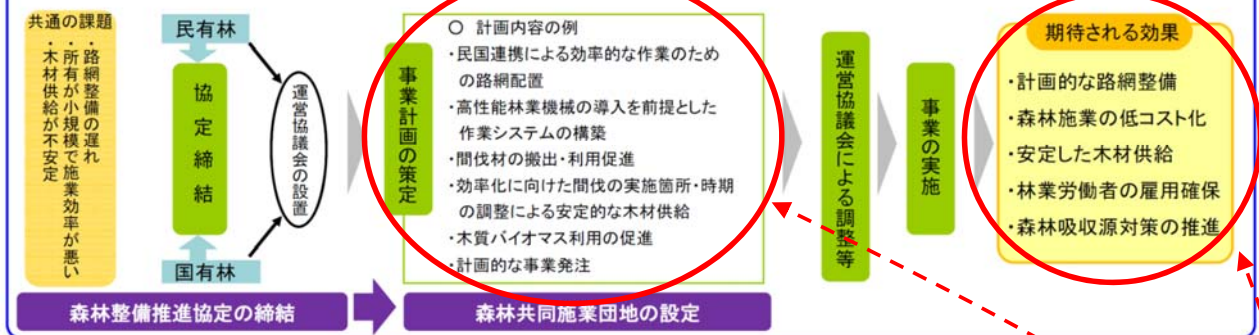 共通の課題
・路網整備の遅れ
・所有が小規模で施業効率が悪い
・木材供給が不安定
民有林
協定締結
国有林
運営協議会の設置
森林整備推進協定の締結
事業計画の策定
〇 計画内容の例
・民国連携による効率的な作業のため
の路網配置
・高性能林業機械の導入を前提とした
作業システムの構築
・間伐材の搬出・利用促進
・効率化に向けた間伐の実施箇所・時期
の調整による安定的な木材供給
・木質バイオマス利用の促進
・計画的な事業発注
森林共同施業団地の設定
運営協議会による調整等
事業の実施
期待される効果
・計画的な路網整備
・森林施業の低コスト化
・安定した木材供給
・林業労働者の雇用確保
・森林吸収源対策の推進